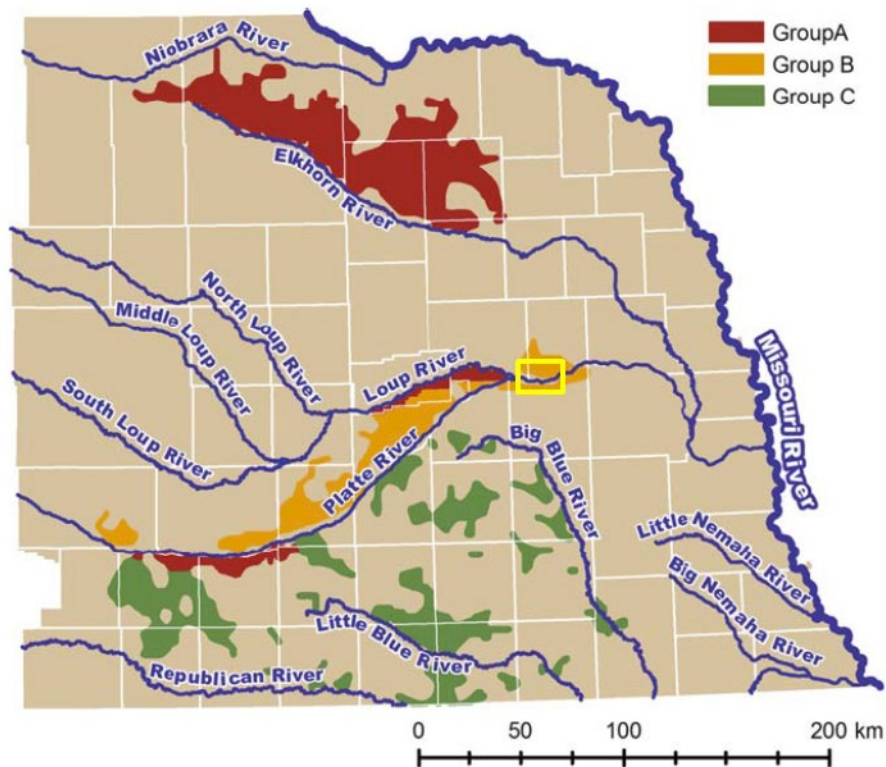 GroupA
Group B
Group C
Niobrara River
Elkhorn River
North Loup River
Middle Loup River
Loup River
South Loup River
Platte River
Big Blue River
Missouri River
Little Nemaha River
Big Nemaha River
Little Blue River
Republican River
0 50 100 200 km